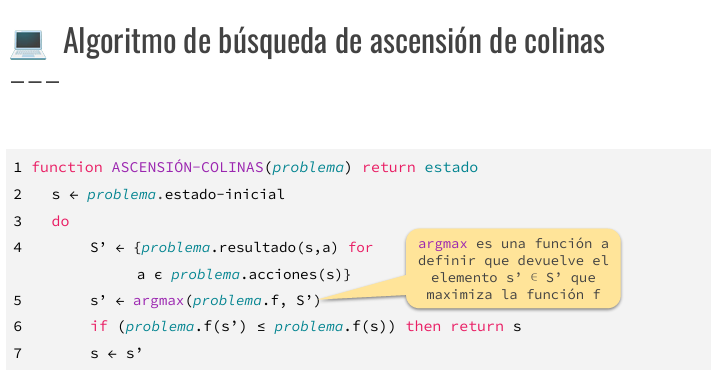 Algoritmo de búsqueda de ascensión de colinas
1 function ASCENSIÓN-COLINAS(problema) return estado
2 s ← problema.estado-inicial
3 do
4 S’ ← {problema.resultado(s,a) for
a ϵ problema.acciones(s)}
5 s’ ← argmax(problema.f, S’)
6 if (problema.f(s’) ≤ problema.f(s)) then return s
7 s ← s’
argmax es una función a
definir que devuelve el
elemento s’ ∈ S’ que
maximiza la función f